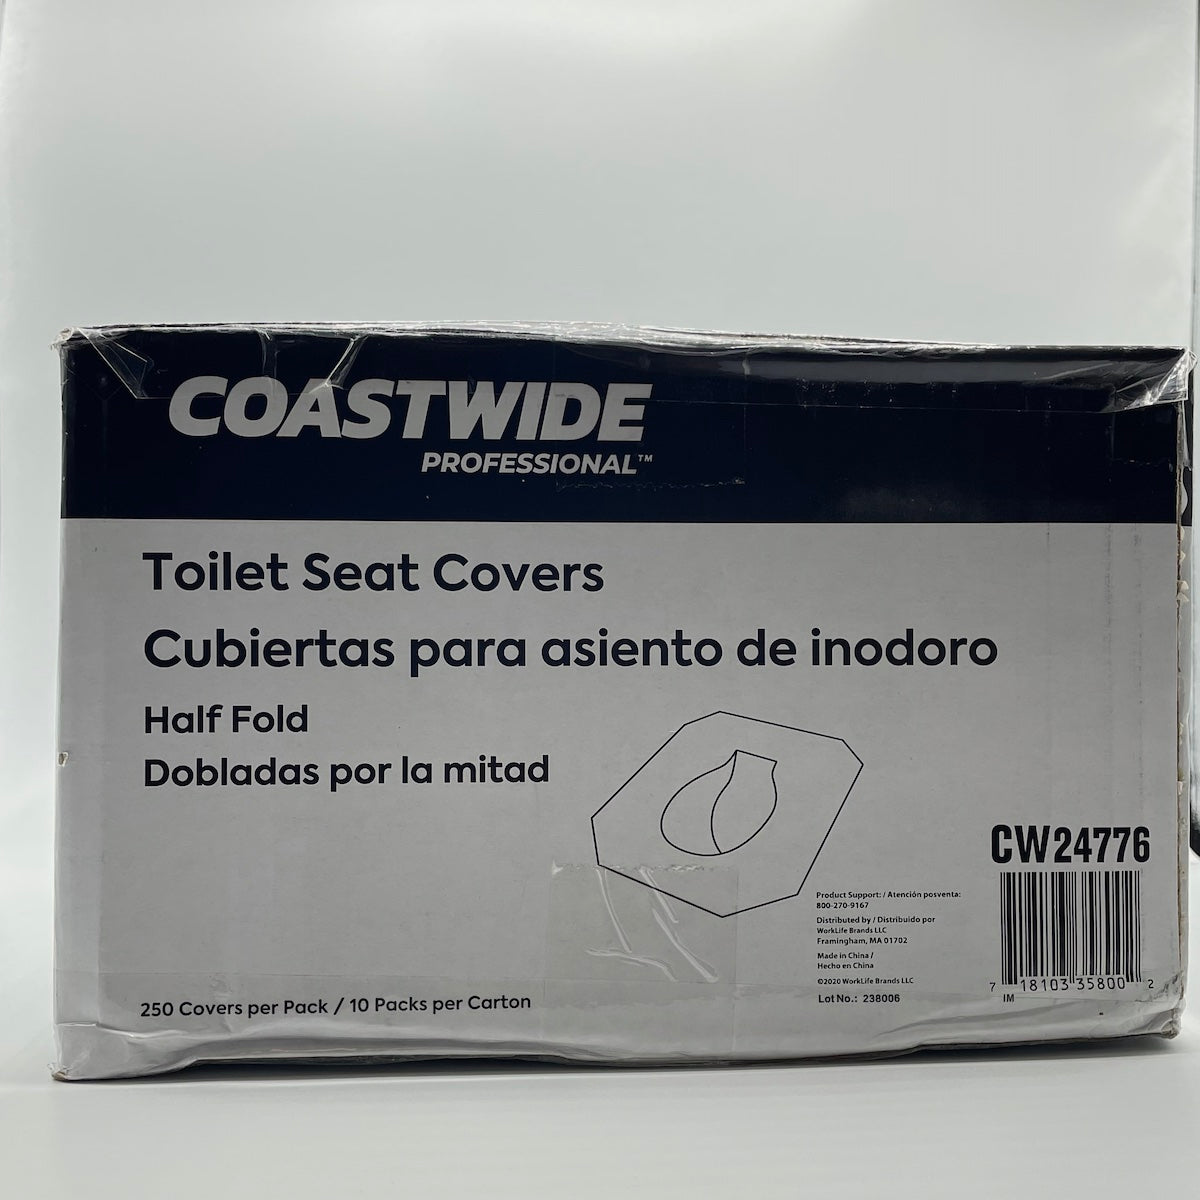 COASTWIDE
PROFESSIONAL™
Toilet Seat Covers
Cubiertas para asiento de inodoro
Half Fold
Dobladas por la mitad
CW24776
Product Support: / Atención posventa:
800-270-9167
Distributed by / Distribuido por
WorkLife Brands LLC
Framingham, MA 01702
Made in China /
Hecho en China
©2020 WorkLife Brands LLC
Lot No.: 238006
7 18103 35800 2
IM
250 Covers per Pack / 10 Packs per Carton